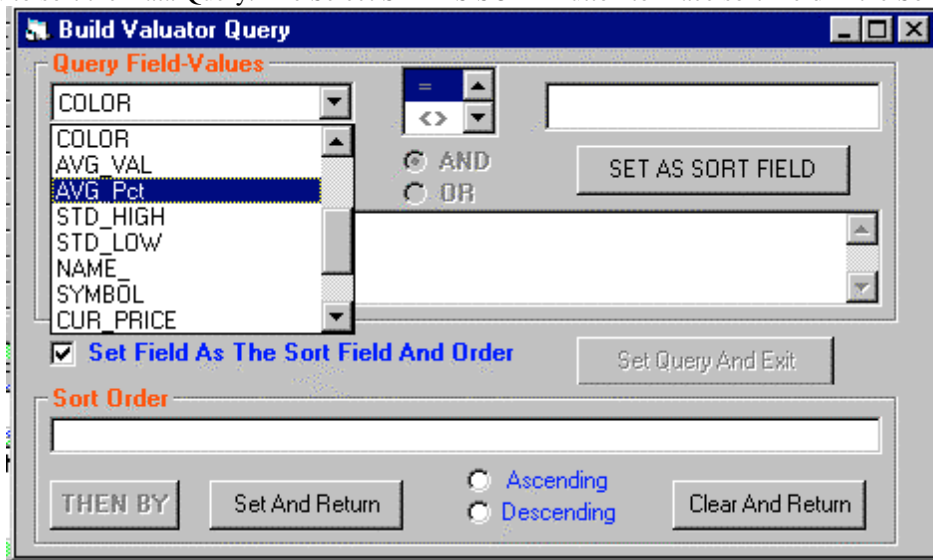 Build Valuator Query
Query Field-Values
COLOR
=
<>
COLOR
AVG_VAL
AVG_Pct
STD_HIGH
STD_LOW
NAME_
SYMBOL
CUR_PRICE
AND
OR
SET AS SORT FIELD
Set Field As The Sort Field And Order
Set Query And Exit
Sort Order
THEN BY
Set And Return
Ascending
Descending
Clear And Return